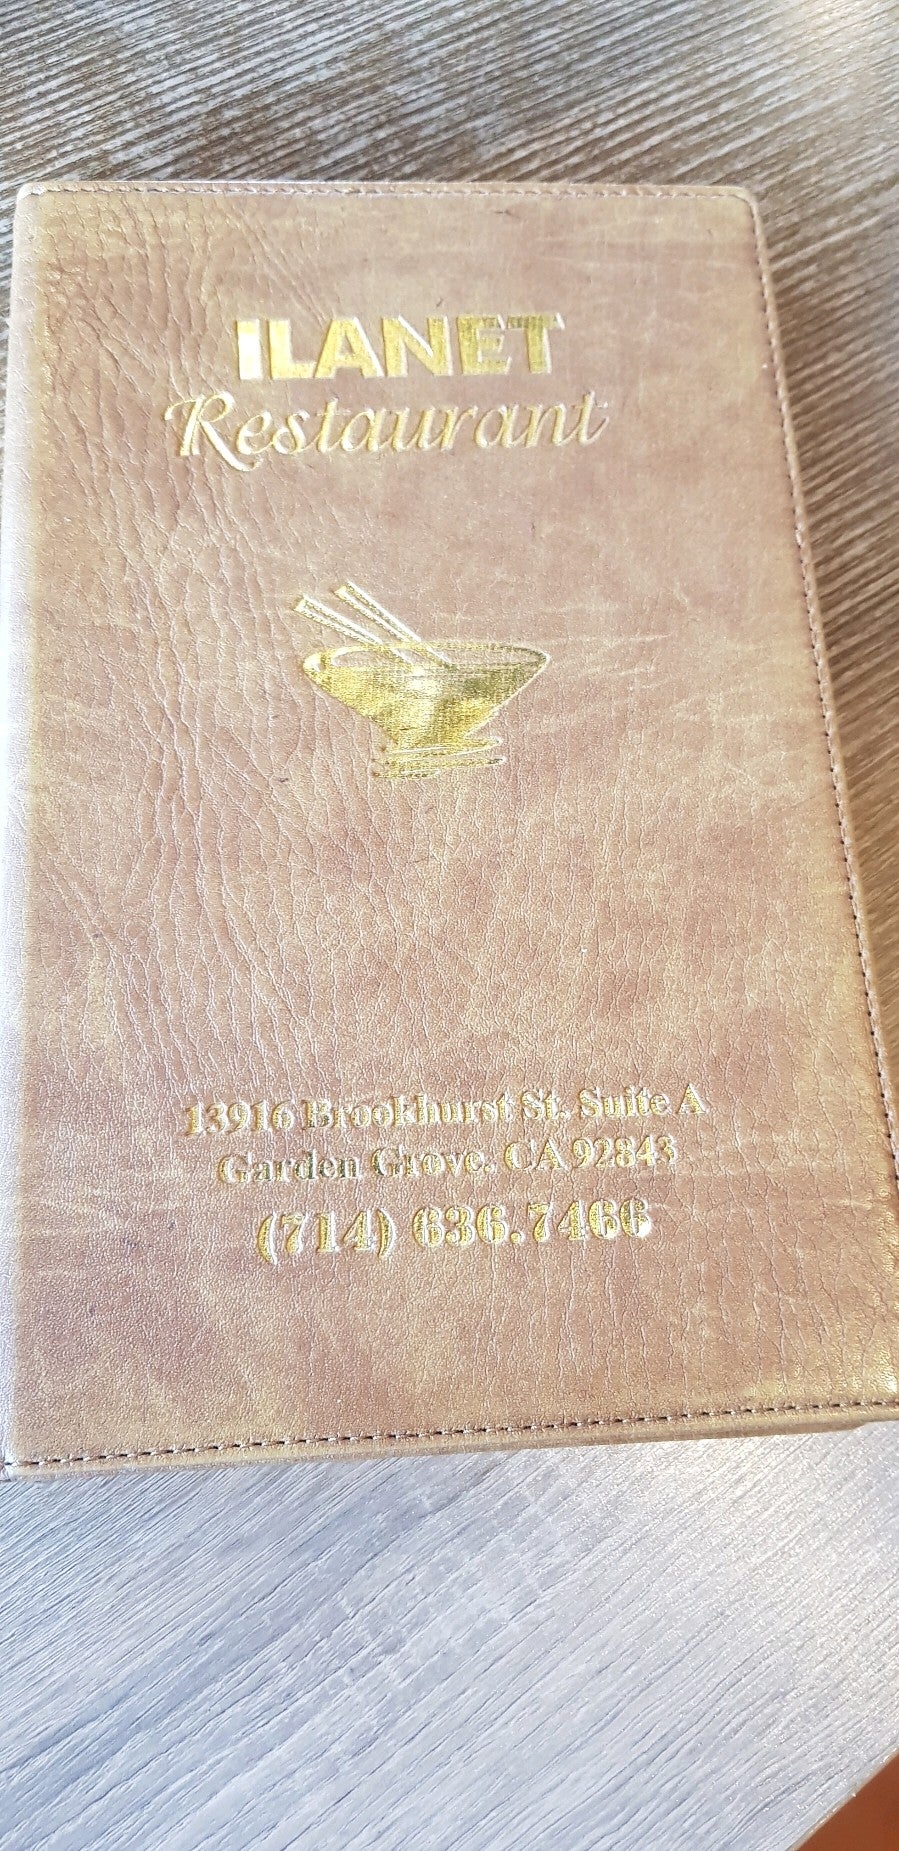 ILANET
Restaurant
13916 Brookhurst St. Suite A
Garden Grove, CA 92843
(714) 636.7466